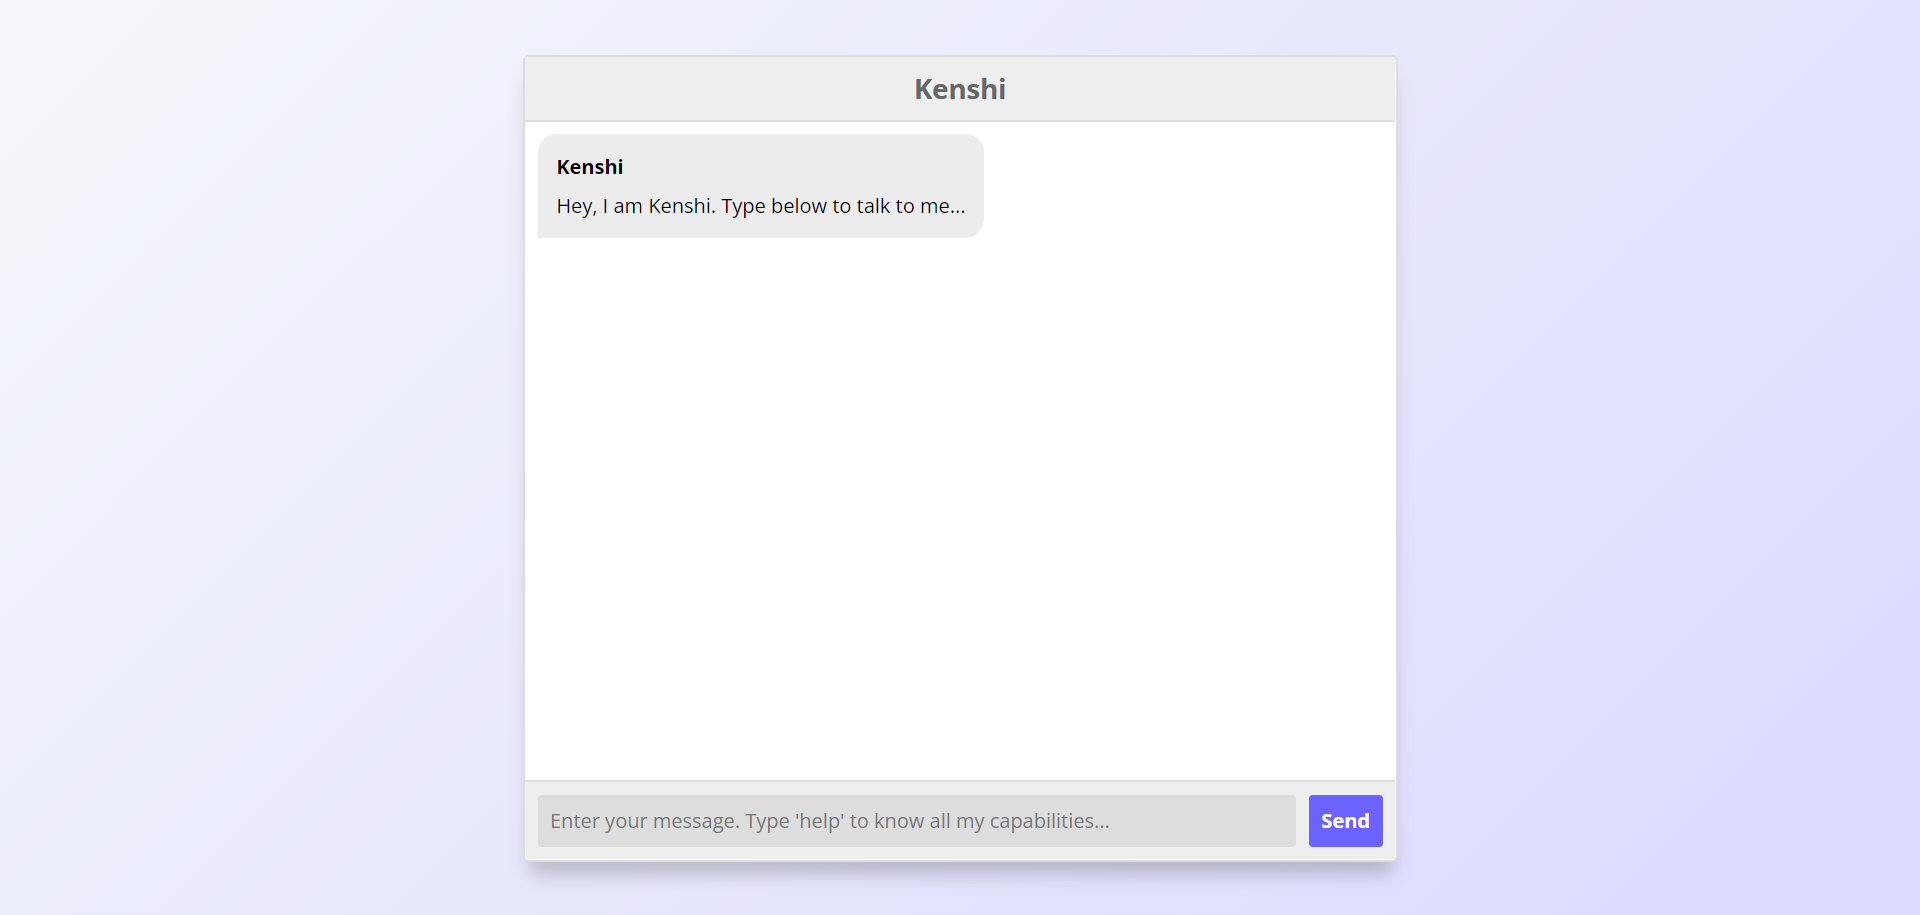 Kenshi
Kenshi
Hey, I am Kenshi. Type below to talk to me...
Enter your message. Type 'help' to know all my capabilities...
Send